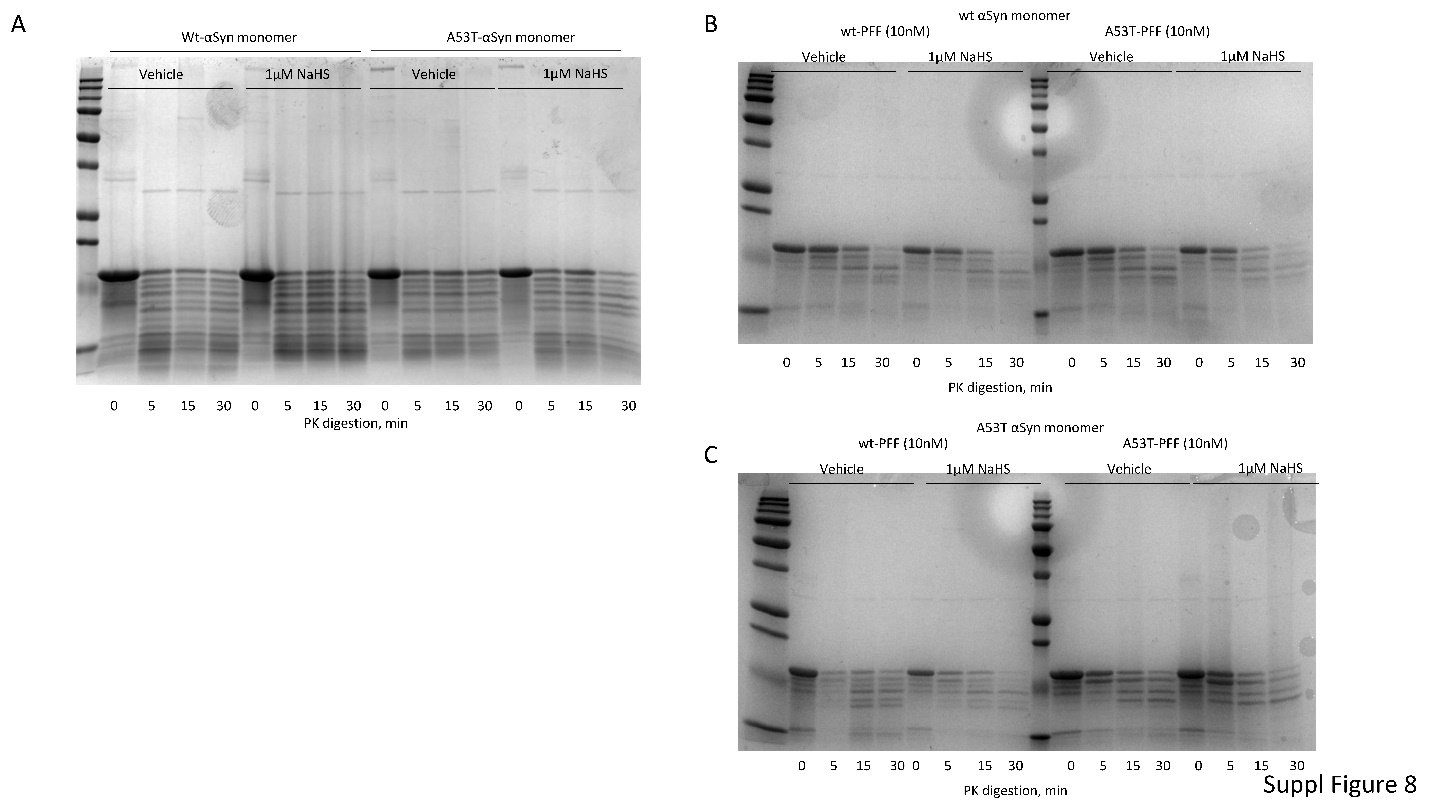 A
Wt-αSyn monomer A53T-αSyn monomer
Vehicle 1µM NaHS Vehicle 1µM NaHS
0 5 15 30 0 5 15 30 0 5 15 30 0 5 15 30
PK digestion, min
B
wt αSyn monomer
wt-PFF (10nM) A53T-PFF (10nM)
Vehicle 1µM NaHS Vehicle 1µM NaHS
0 5 15 30 0 5 15 30 0 5 15 30 0 5 15 30
PK digestion, min
C
A53T αSyn monomer
wt-PFF (10nM) A53T-PFF (10nM)
Vehicle 1µM NaHS Vehicle 1µM NaHS
0 5 15 30 0 5 15 30 0 5 15 30 0 5 15 30
PK digestion, min
Suppl Figure 8